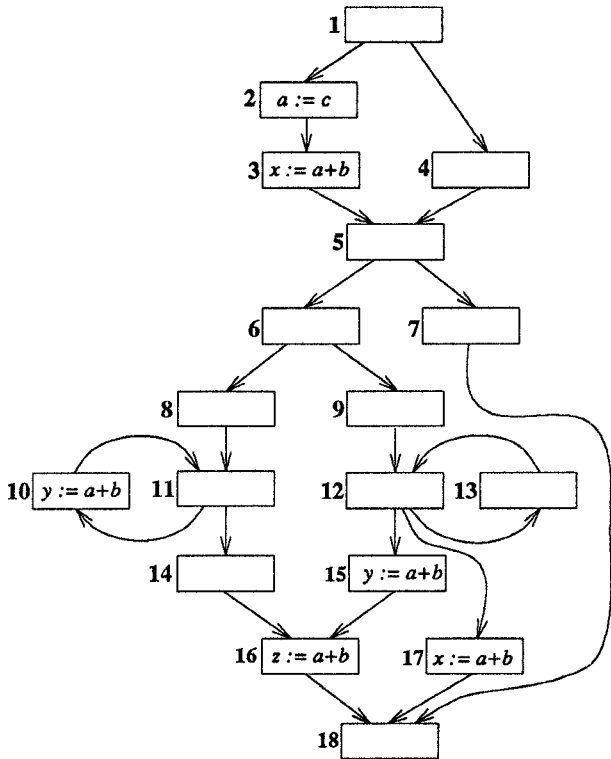 1
2 a := c
3 x := a+b 4
5
6 7
8 9
10 y := a+b 11 12 13
14 15 y := a+b
16 z := a+b 17 x := a+b
18